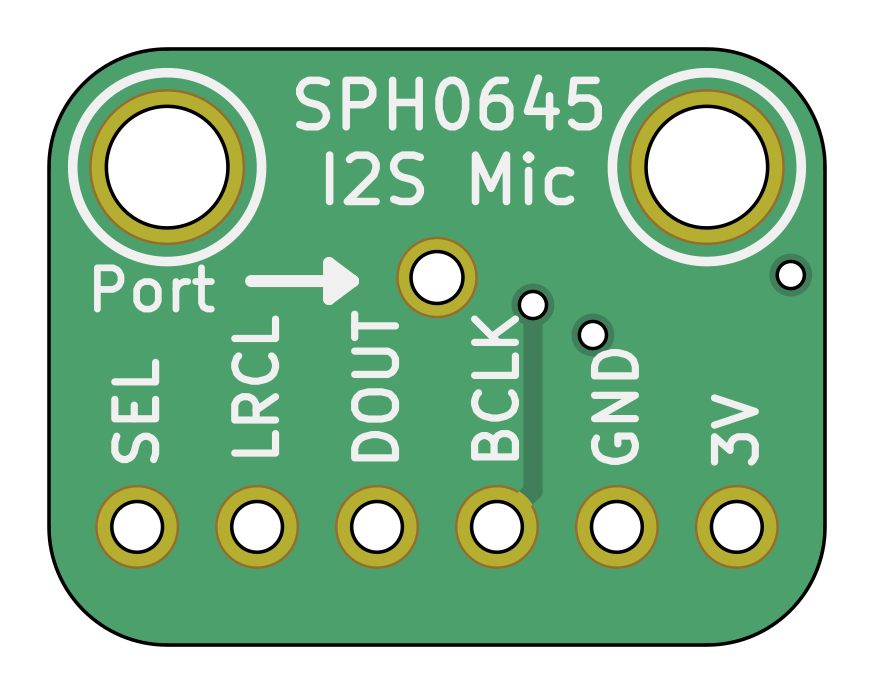 SPH0645
I2S Mic
Port
SEL
LRCL
DOUT
BCLK
GND
3V